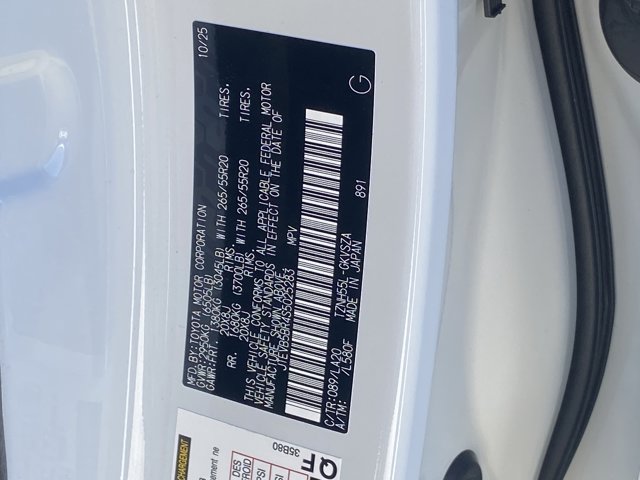 MFD.BY:TOYOTA MOTOR CORPORATION 10/25
GVWR:2950KG (6505LB)
GAWR:FRT. 1380KG (3045LB) WITH 265/55R20 TIRES.
20X8J RIMS.
RR. 1680KG (3700LB) WITH 265/55R20 TIRES.
20X8J RIMS.
THIS VEHICLE CONFORMS TO ALL APPLICABLE FEDERAL MOTOR
VEHICLE SAFETY STANDARDS IN EFFECT ON THE DATE OF
MANUFACTURE SHOWN ABOVE.
MPV
C/TR:089/LA20 TZNH55L-GKVSZA
A/TM: /L580F MADE IN JAPAN 891
G
35B80
CHARGEMENT